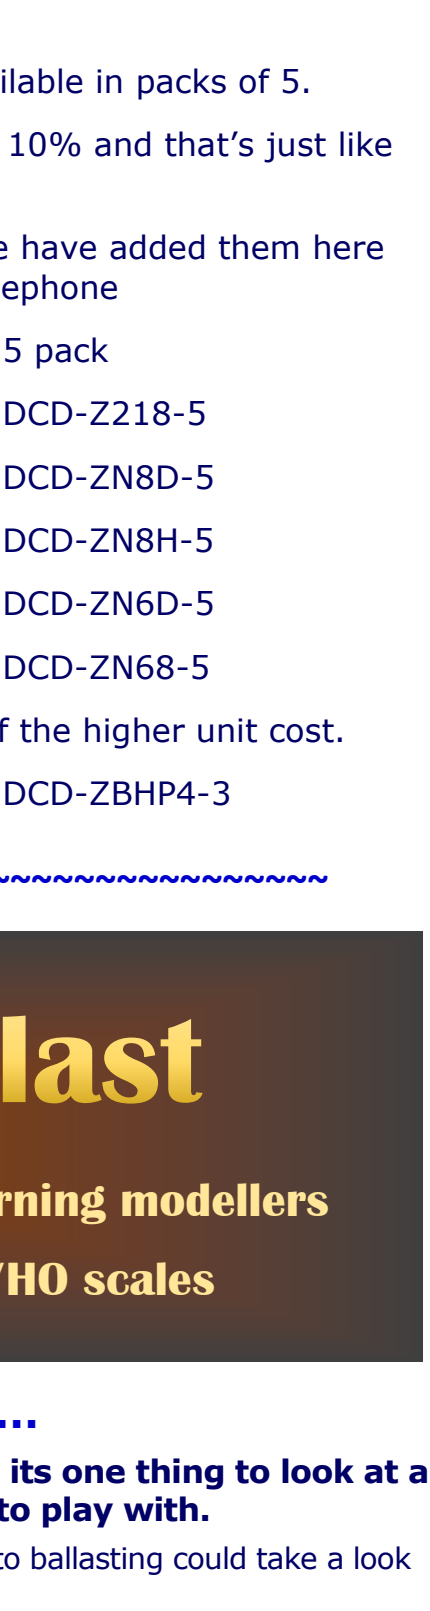 ilable in packs of 5.
10% and that's just like
e have added them here
ephone
5 pack
DCD-Z218-5
DCD-ZN8D-5
DCD-ZN8H-5
DCD-ZN6D-5
DCD-ZN68-5
f the higher unit cost.
DCD-ZBHP4-3
~~~~~~~~~~~~~~~~
last
rning modellers
/HO scales
...
its one thing to look at a
to play with.
to ballasting could take a look